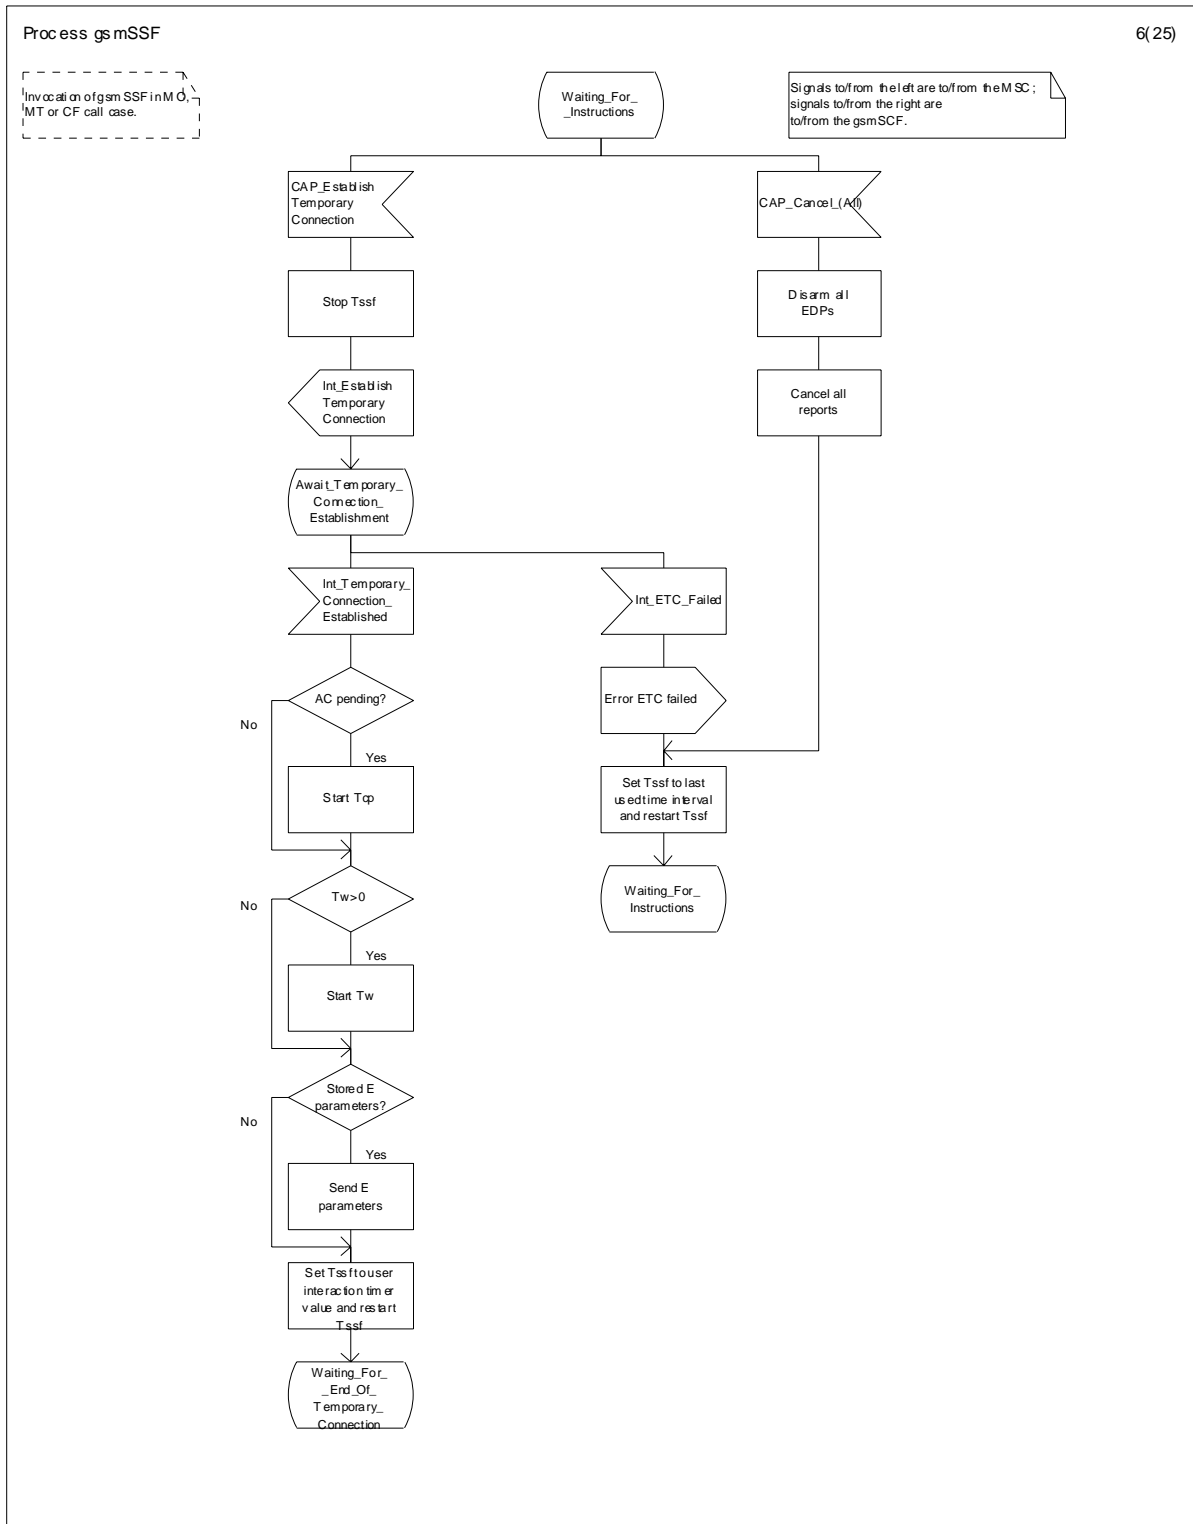 Process gsmSSF
6(25)
Invocation of gsmSSF in MO,
MT or CF call case.
Waiting_For_
_Instructions
Signals to/from the left are to/from the MSC;
signals to/from the right are
to/from the gsmSCF.
CAP_Establish
Temporary
Connection
CAP_Cancel_(All)
Stop Tssf
Disarm all
EDPs
Int_Establish
Temporary
Connection
Cancel all
reports
Await_Temporary_
Connection_
Establishment
Int_Temporary_
Connection_
Established
Int_ETC_Failed
AC pending?
Error ETC failed
No
Yes
Start Tcp
Set Tssf to last
used time interval
and restart Tssf
Tw>0
Waiting_For_
Instructions
No
Yes
Start Tw
Stored E
parameters?
No
Yes
Send E
parameters
Set Tssf to user
interaction timer
value and restart
Tssf
Waiting_For_
_End_Of_
Temporary_
Connection